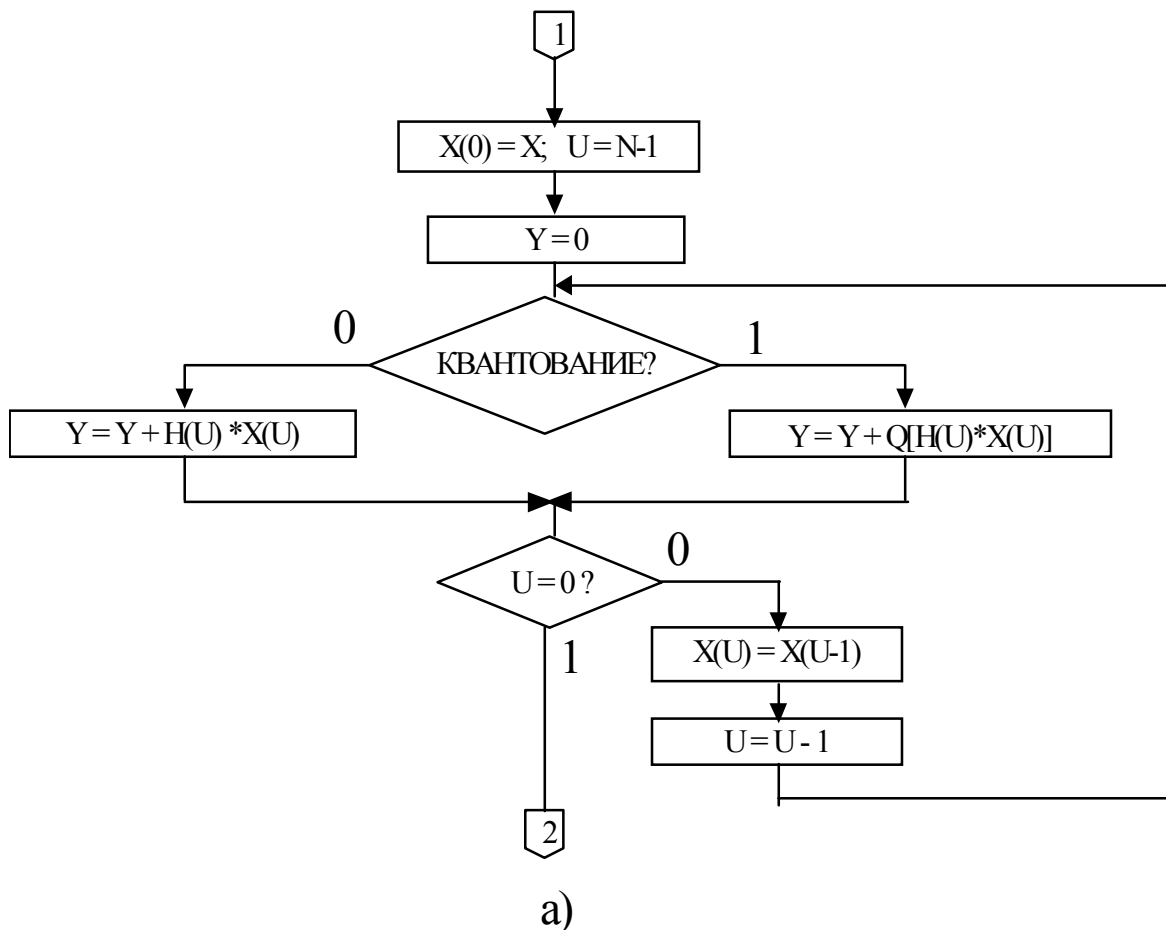 1
X(0) = X; U = N-1
Y = 0
0
1
КВАНТОВАНИЕ?
Y = Y + H(U) *X(U)
Y = Y + Q[H(U)*X(U)]
0
U = 0 ?
1
X(U) = X(U-1)
U = U - 1
2
а)